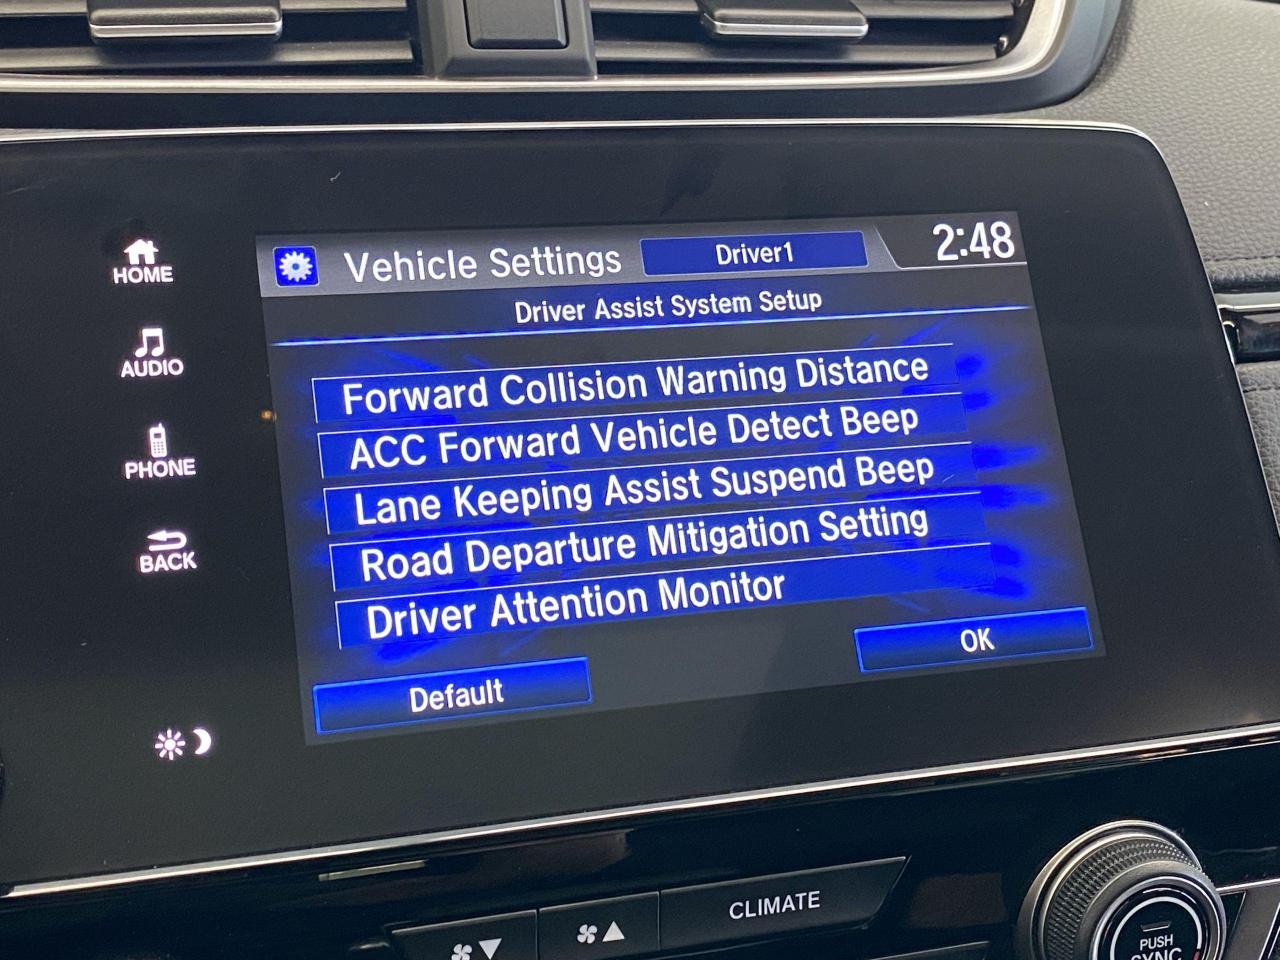 Vehicle Settings
Driver1
2:48
Driver Assist System Setup
HOME
AUDIO
PHONE
BACK
Forward Collision Warning Distance
ACC Forward Vehicle Detect Beep
Lane Keeping Assist Suspend Beep
Road Departure Mitigation Setting
Driver Attention Monitor
Default
OK
CLIMATE
PUSH
SYNC